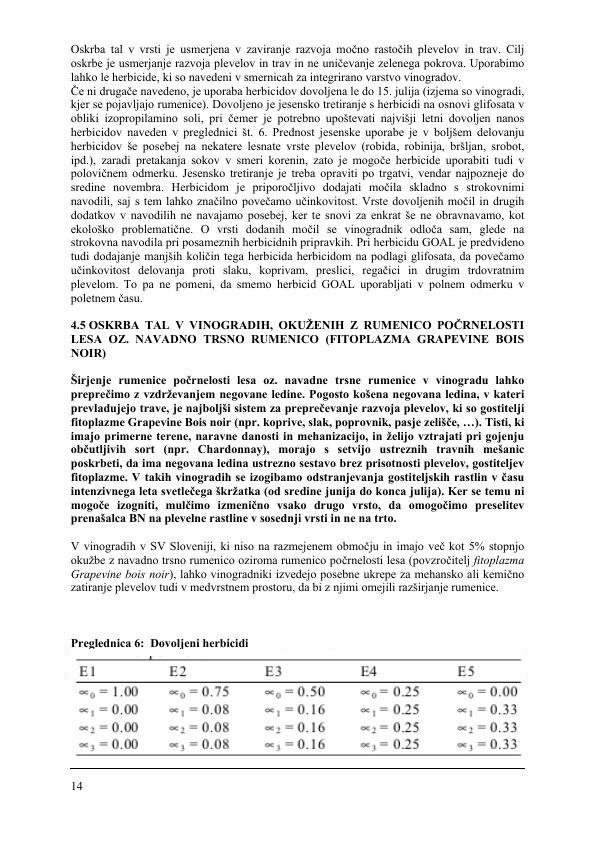 Oskrba tal v vrsti je usmerjena v zaviranje razvoja močno rastočih plevelov in trav. Cilj
oskrbe je usmerjanje razvoja plevelov in trav in ne uničevanje zelenega pokrova. Uporabimo
lahko le herbicide, ki so navedeni v smernicah za integrirano varstvo vinogradov.
Če ni drugače navedeno, je uporaba herbicidov dovoljena le do 15. julija (izjema so vinogradi,
kjer se pojavljajo rumenice). Dovoljeno je jesensko tretiranje s herbicidi na osnovi glifosata v
obliki izopropilamino soli, pri čemer je potrebno upoštevati najvišji letni dovoljen nanos
herbicidov naveden v preglednici št. 6. Prednost jesenske uporabe je v boljšem delovanju
herbicidov še posebej na nekatere lesnate vrste plevelov (robida, robinija, bršljan, srobot,
ipd.), zaradi pretakanja sokov v smeri korenin, zato je mogoče herbicide uporabiti tudi v
polovičnem odmerku. Jesensko tretiranje je treba opraviti po trgatvi, vendar najpozneje do
sredine novembra. Herbicidom je priporočljivo dodajati močila skladno s strokovnimi
navodili, saj s tem lahko značilno povečamo učinkovitost. Vrste dovoljenih močil in drugih
dodatkov v navodilih ne navajamo posebej, ker te snovi za enkrat še ne obravnavamo, kot
ekološko problematične. O vrsti dodanih močil se vinogradnik odloča sam, glede na
strokovna navodila pri posameznih herbicidnih pripravkih. Pri herbicidu GOAL je predvideno
tudi dodajanje manjših količin tega herbicida herbicidom na podlagi glifosata, da povečamo
učinkovitost delovanja proti slaku, koprivam, preslici, regačici in drugim trdovratnim
plevelom. To pa ne pomeni, da smemo herbicid GOAL uporabljati v polnem odmerku v
poletnem času.
4.5 OSKRBA TAL V VINOGRADIH, OKUŽENIH Z RUMENICO POČRNELOSTI
LESA OZ. NAVADNO TRSNO RUMENICO (FITOPLAZMA GRAPEVINE BOIS
NOIR)
Širjenje rumenice počrnelosti lesa oz. navadne trsne rumenice v vinogradu lahko
preprečimo z vzdrževanjem negovane ledine. Pogosto košena negovana ledina, v kateri
prevladujejo trave, je najboljši sistem za preprečevanje razvoja plevelov, ki so gostitelji
fitoplazme Grapevine Bois noir (npr. koprive, slak, poprovnik, pasje zelišče, …). Tisti, ki
imajo primerne terene, naravne danosti in mehanizacijo, in želijo vztrajati pri gojenju
občutljivih sort (npr. Chardonnay), morajo s setvijo ustreznih travnih mešanic
poskrbeti, da ima negovana ledina ustrezno sestavo brez prisotnosti plevelov, gostiteljev
fitoplazme. V takih vinogradih se izogibamo odstranjevanja gostiteljskih rastlin v času
intenzivnega leta svetlečega škržatka (od sredine junija do konca julija). Ker se temu ni
mogoče izogniti, mulčimo izmenično vsako drugo vrsto, da omogočimo preselitev
prenašalca BN na plevelne rastline v sosednji vrsti in ne na trto.
V vinogradih v SV Sloveniji, ki niso na razmejenem območju in imajo več kot 5% stopnjo
okužbe z navadno trsno rumenico oziroma rumenico počrnelosti lesa (povzročitelj fitoplazma
Grapevine bois noir), lahko vinogradniki izvedejo posebne ukrepe za mehansko ali kemično
zatiranje plevelov tudi v medvrstnem prostoru, da bi z njimi omejili razširjanje rumenice.
Preglednica 6: Dovoljeni herbicidi
E1 E2 E3 E4 E5
∝₀ = 1.00 ∝₀ = 0.75 ∝₀ = 0.50 ∝₀ = 0.25 ∝₀ = 0.00
∝₁ = 0.00 ∝₁ = 0.08 ∝₁ = 0.16 ∝₁ = 0.25 ∝₁ = 0.33
∝₂ = 0.00 ∝₂ = 0.08 ∝₂ = 0.16 ∝₂ = 0.25 ∝₂ = 0.33
∝₃ = 0.00 ∝₃ = 0.08 ∝₃ = 0.16 ∝₃ = 0.25 ∝₃ = 0.33
14